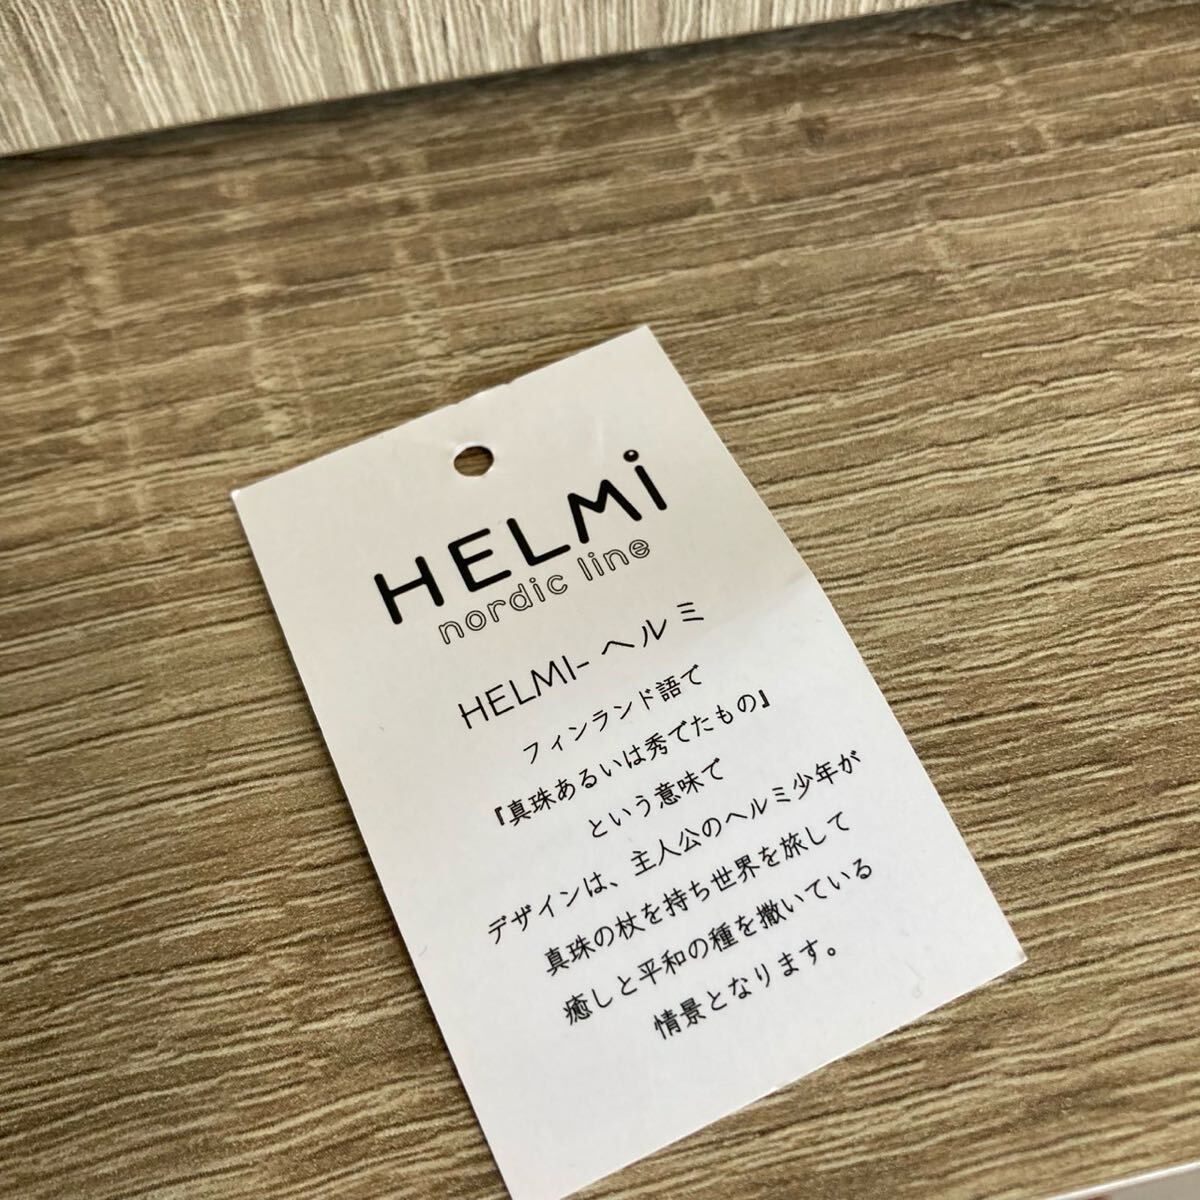 HELMi
nordic line
HELMI- ヘルミ
フィンランド語で
『真珠あるいは秀でたもの』
という意味で
デザインは、主人公のヘルミ少年が
真珠の杖を持ち世界を旅して
癒しと平和の種を撒いている
情景となります。